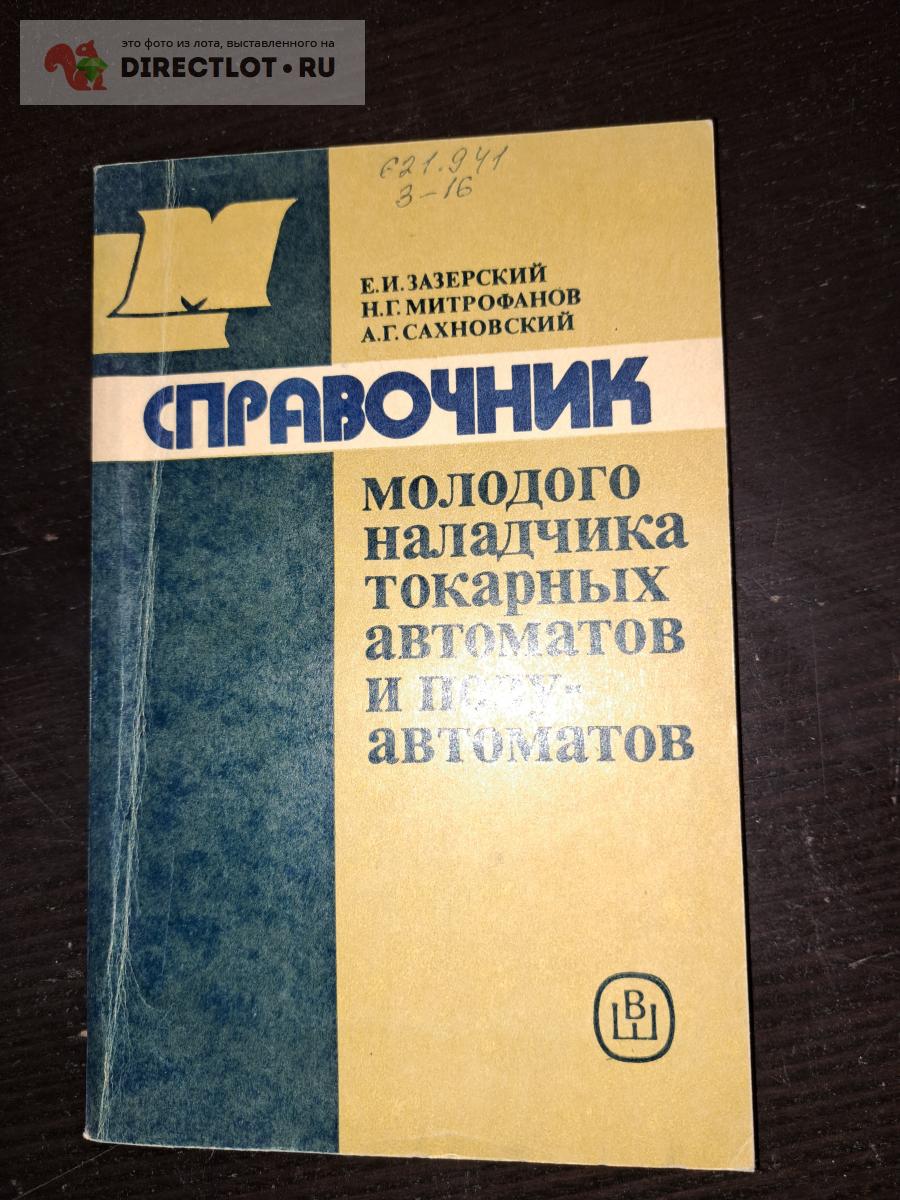 это фото из лота, выставленного на
DIRECTLOT.RU
621.941
З-16
Е.И.ЗАЗЕРСКИЙ
Н.Г.МИТРОФАНОВ
А.Г.САХНОВСКИЙ
СПРАВОЧНИК
молодого
наладчика
токарных
автоматов
и полу-
автоматов
ВШ